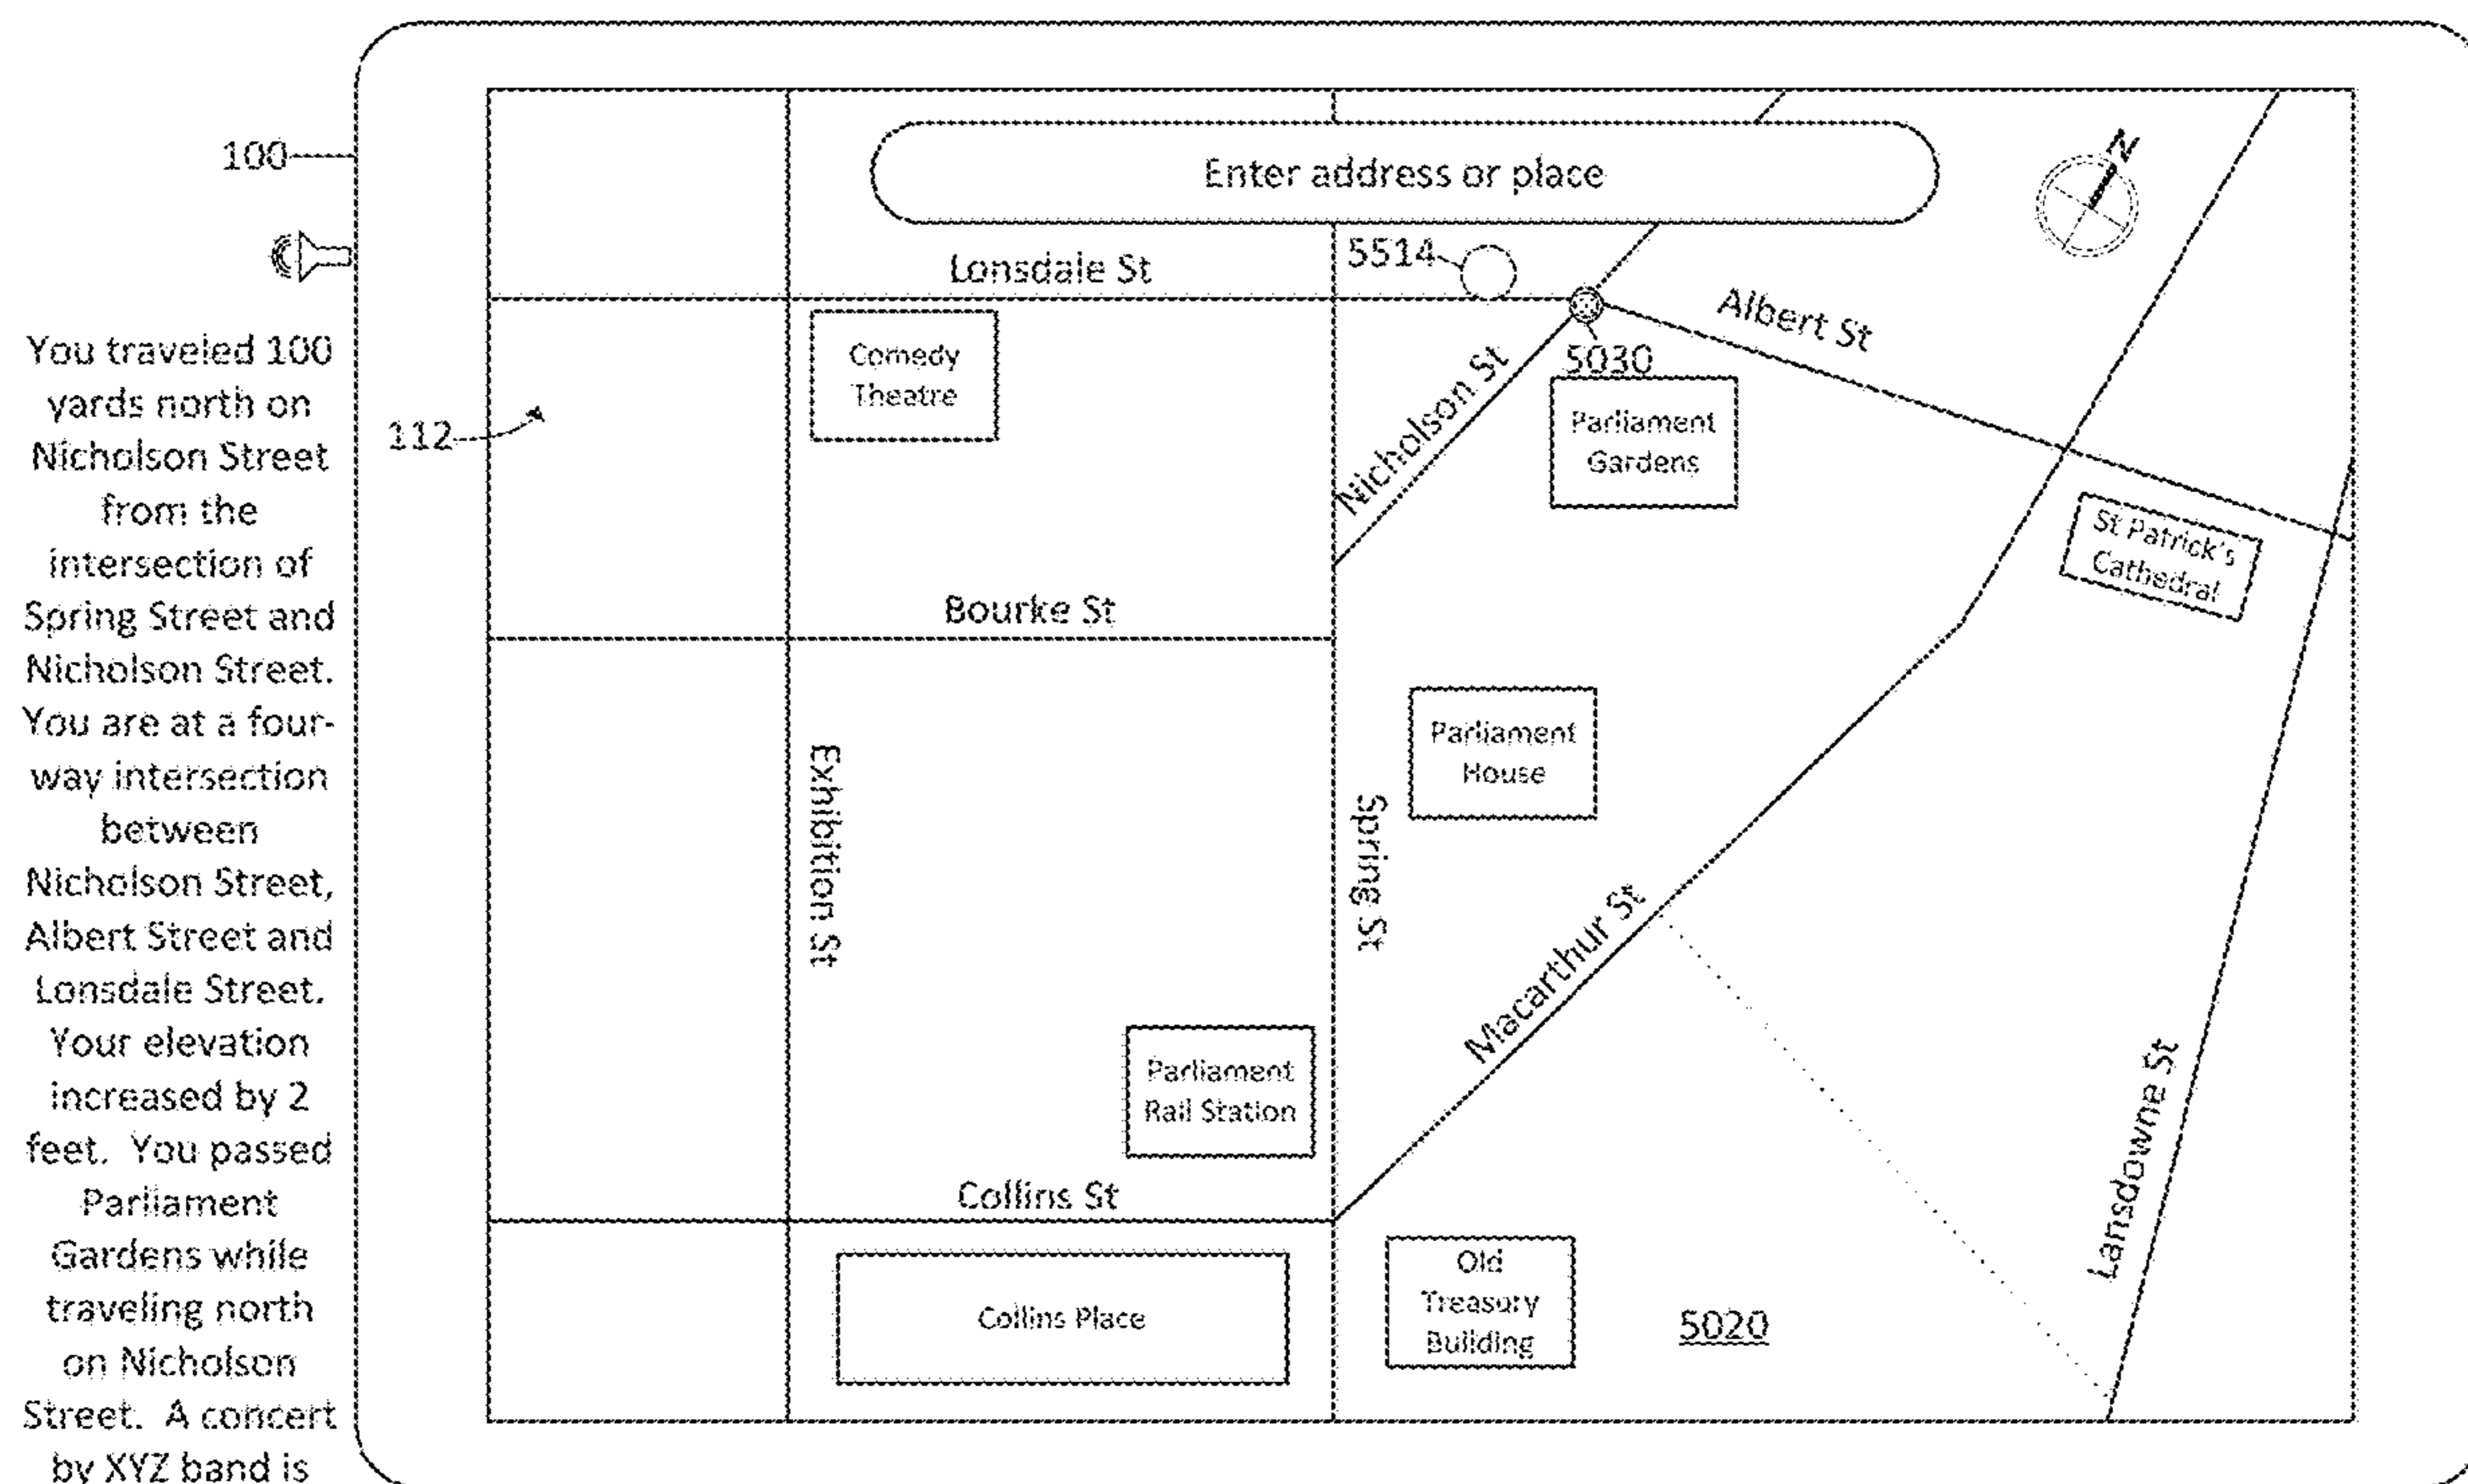 100
You traveled 100
yards north on
Nicholson Street
from the
intersection of
Spring Street and
Nicholson Street.
You are at a four-
way intersection
between
Nicholson Street,
Albert Street and
Lonsdale Street.
Your elevation
increased by 2
feet. You passed
Parliament
Gardens while
traveling north
on Nicholson
Street. A concert
by XYZ band is
112
Enter address or place
N
Lonsdale St
5514
Albert St
5030
Comedy
Theatre
Nicholson St
Parliament
Gardens
St Patrick's
Cathedral
Bourke St
Parliament
House
Exhibition St
Spring St
Macarthur St
Parliament
Rail Station
Lansdowne St
Collins St
Collins Place
Old
Treasury
Building
5020